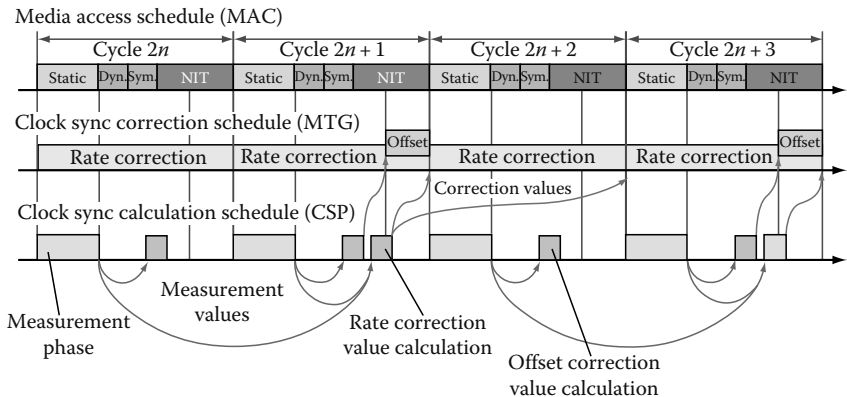 Media access schedule (MAC)
Cycle 2n
Cycle 2n + 1
Cycle 2n + 2
Cycle 2n + 3
Static Dyn. Sym. NIT
Static Dyn. Sym. NIT
Static Dyn. Sym. NIT
Static Dyn. Sym. NIT
Clock sync correction schedule (MTG)
Offset
Offset
Rate correction
Rate correction
Rate correction
Rate correction
Correction values
Clock sync calculation schedule (CSP)
Measurement
values
Measurement
phase
Rate correction
value calculation
Offset correction
value calculation